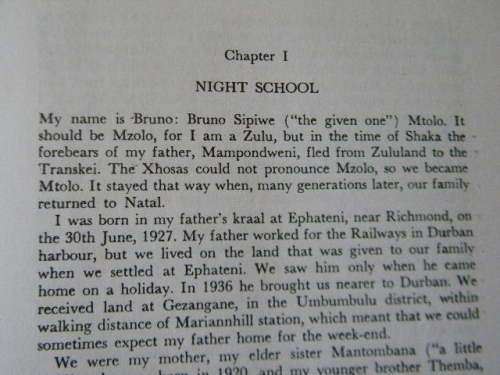 Chapter I
NIGHT SCHOOL
My name is Bruno: Bruno Sipiwe ("the given one") Mtolo. It
should be Mzolo, for I am a Zulu, but in the time of Shaka the
forebears of my father, Mampondweni, fled from Zululand to the
Transkei. The Xhosas could not pronounce Mzolo, so we became
Mtolo. It stayed that way when, many generations later, our family
returned to Natal.
I was born in my father's kraal at Ephateni, near Richmond, on
the 30th June, 1927. My father worked for the Railways in Durban
harbour, but we lived on the land that was given to our family
when we settled at Ephateni. We saw him only when he came
home on a holiday. In 1936 he brought us nearer to Durban. We
received land at Gezangane, in the Umbumbulu district, within
walking distance of Mariannhill station, which meant that we could
sometimes expect my father home for the week-end.
We were my mother, my elder sister Mantombana ("a little
born in 1920, and my younger brother Themba,